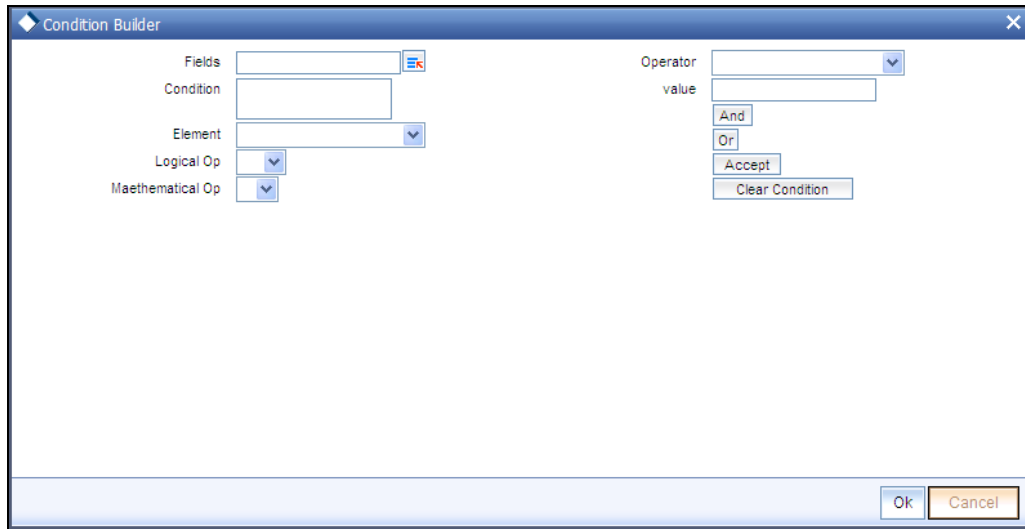 Condition Builder
Fields
Operator
Condition
value
And
Element
Or
Logical Op
Accept
Maethematical Op
Clear Condition
Ok
Cancel